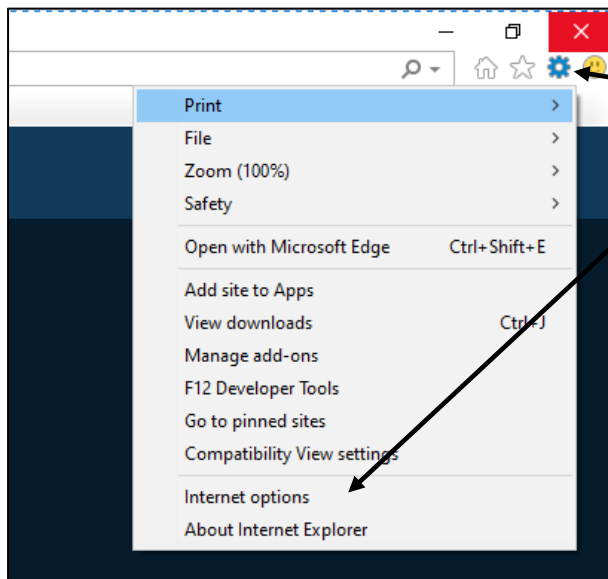 Print
File
Zoom (100%)
Safety
Open with Microsoft Edge Ctrl+Shift+E
Add site to Apps
View downloads Ctrl+J
Manage add-ons
F12 Developer Tools
Go to pinned sites
Compatibility View settings
Internet options
About Internet Explorer